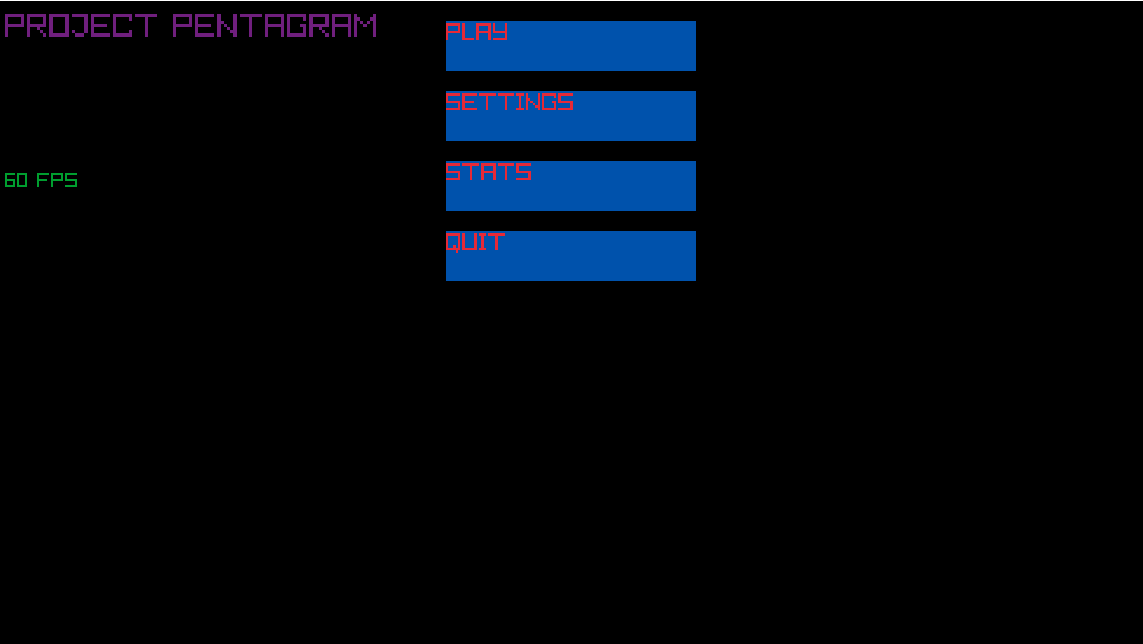 PROJECT PENTAGRAM
PLAY
SETTINGS
STATS
60 FPS
QUIT